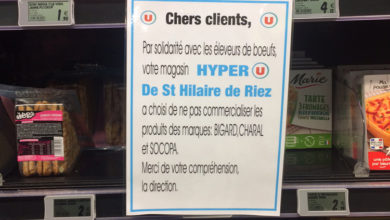 Chers clients,
Par solidarité avec les éleveurs de boeufs,
votre magasin HYPER U
De St Hilaire de Riez
a choisi de ne pas commercialiser les
produits des marques: BIGARD, CHARAL
et SOCOPA.
Merci de votre compréhension,
la direction.
Marie
TARTE